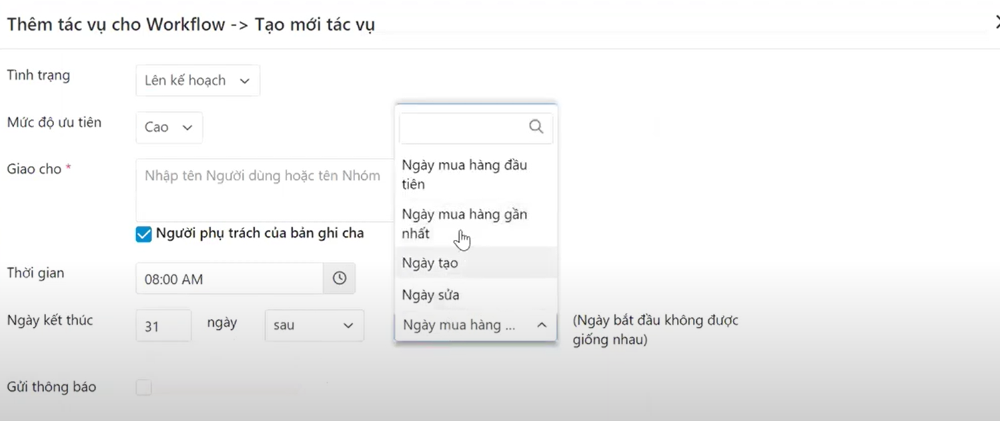 Thêm tác vụ cho Workflow -> Tạo mới tác vụ
Tình trạng
Lên kế hoạch
Mức độ ưu tiên
Cao
Giao cho *
Nhập tên Người dùng hoặc tên Nhóm
Người phụ trách của bản ghi cha
Thời gian
08:00 AM
Ngày kết thúc
31
ngày
sau
Ngày mua hàng đầu
tiên
Ngày mua hàng gần
nhất
Ngày tạo
Ngày sửa
Ngày mua hàng ...
(Ngày bắt đầu không được
giống nhau)
Gửi thông báo